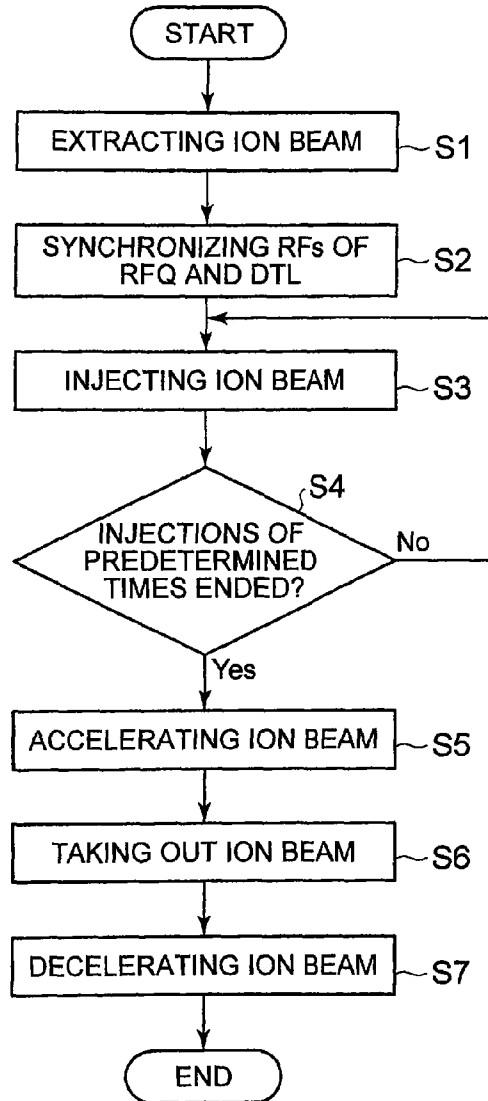 START
EXTRACTING ION BEAM
S1
SYNCHRONIZING RFs OF
RFQ AND DTL
S2
INJECTING ION BEAM
S3
S4
INJECTIONS OF
PREDETERMINED
TIMES ENDED?
No
Yes
ACCELERATING ION BEAM
S5
TAKING OUT ION BEAM
S6
DECELERATING ION BEAM
S7
END